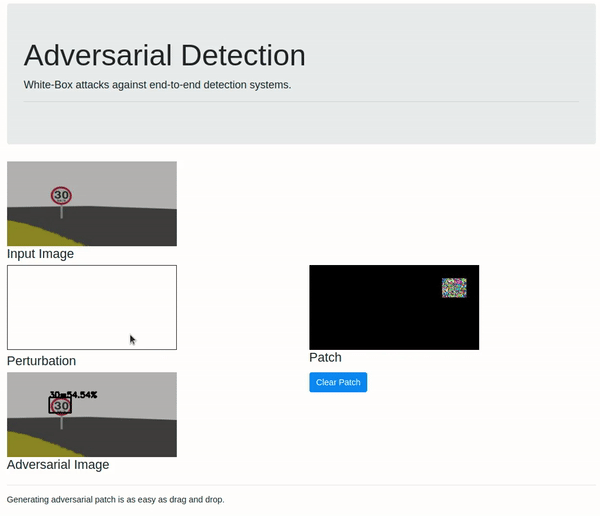 Adversarial Detection
White-Box attacks against end-to-end detection systems.
30
Input Image
Perturbation
Patch
Clear Patch
30=54.54%
30
Adversarial Image
Generating adversarial patch is as easy as drag and drop.